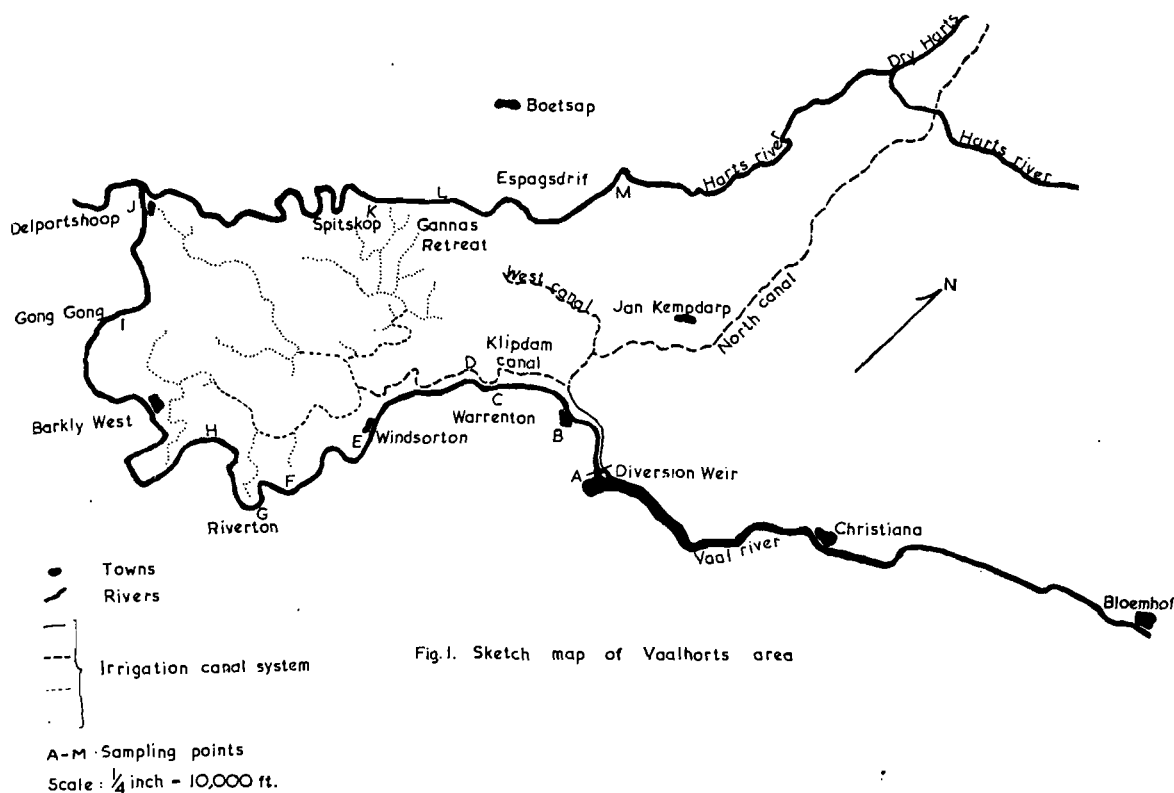 Dry Harts
Boetsap
Harts river
Harts river
Espagsdrif
M
L
K
J
Delportshoop
Spitskop
Gannas
Retreat
West canal
Jan Kempdarp
North canal
N
Gong Gong
I
Klipdam
canal
D
C
Warrenton
B
Barkly West
H
E
Windsorton
A
Diversion Weir
F
G
Riverton
Christiana
Vaal river
Bloemhof
Towns
Rivers
Irrigation canal system
Fig.1. Sketch map of Vaalhorts area
A-M · Sampling points
Scale : 1/4 inch = 10,000 ft.